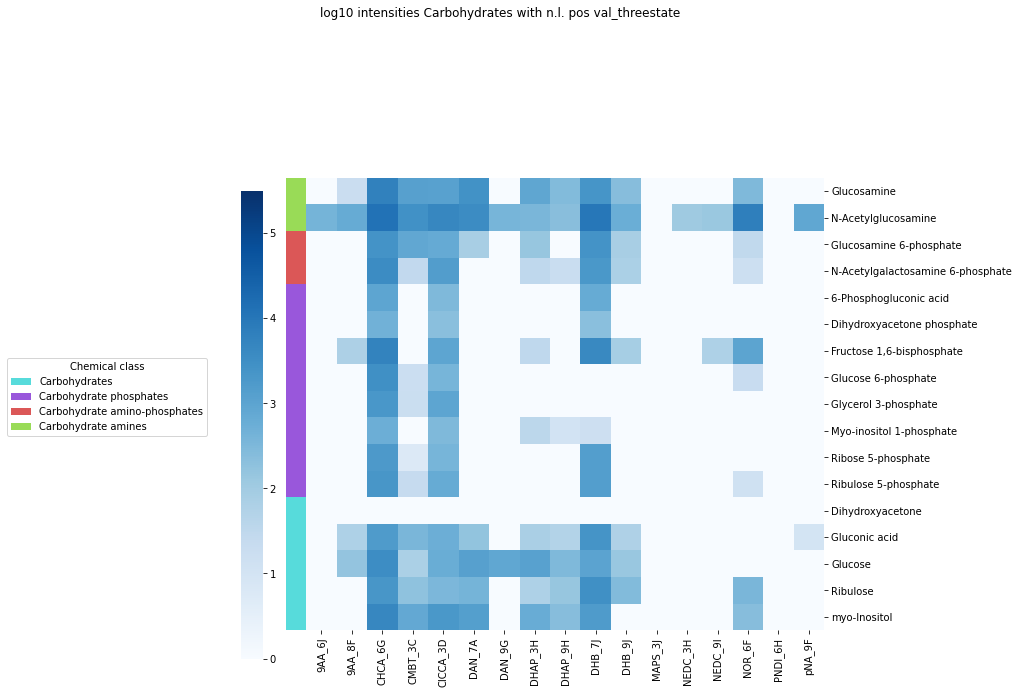 log10 intensities Carbohydrates with n.l. pos val_threestate
Chemical class
Carbohydrates
Carbohydrate phosphates
Carbohydrate amino-phosphates
Carbohydrate amines
5
4
3
2
1
0
Glucosamine
N-Acetylglucosamine
Glucosamine 6-phosphate
N-Acetylgalactosamine 6-phosphate
6-Phosphogluconic acid
Dihydroxyacetone phosphate
Fructose 1,6-bisphosphate
Glucose 6-phosphate
Glycerol 3-phosphate
Myo-inositol 1-phosphate
Ribose 5-phosphate
Ribulose 5-phosphate
Dihydroxyacetone
Gluconic acid
Glucose
Ribulose
myo-Inositol
9AA_6J
9AA_8F
CHCA_6G
CMBT_3C
ClCCA_3D
DAN_7A
DAN_9G
DHAP_3H
DHAP_9H
DHB_7J
DHB_9J
MAPS_3J
NEDC_3H
NEDC_9I
NOR_6F
PNDI_6H
pNA_9F